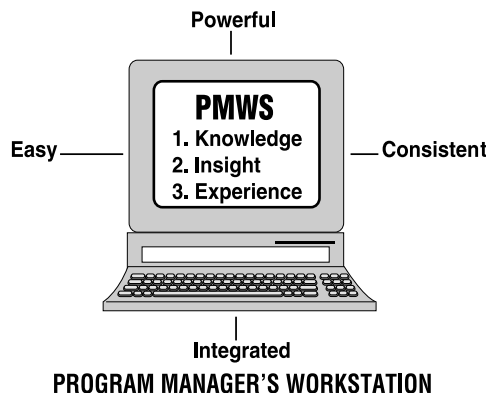 Powerful
PMWS
1. Knowledge
Easy
2. Insight
Consistent
3. Experience
Integrated
PROGRAM MANAGER'S WORKSTATION